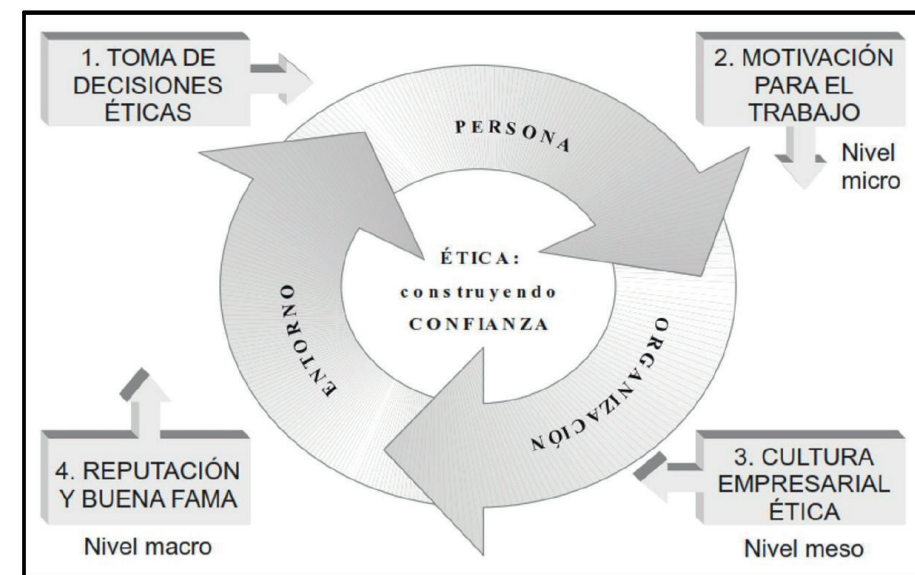 1. TOMA DE
DECISIONES
ÉTICAS
2. MOTIVACIÓN
PARA EL
TRABAJO
Nivel
micro
PERSONA
ÉTICA:
construyendo
CONFIANZA
ORGANIZACIÓN
ENTORNO
3. CULTURA
EMPRESARIAL
ÉTICA
Nivel meso
4. REPUTACIÓN
Y BUENA FAMA
Nivel macro